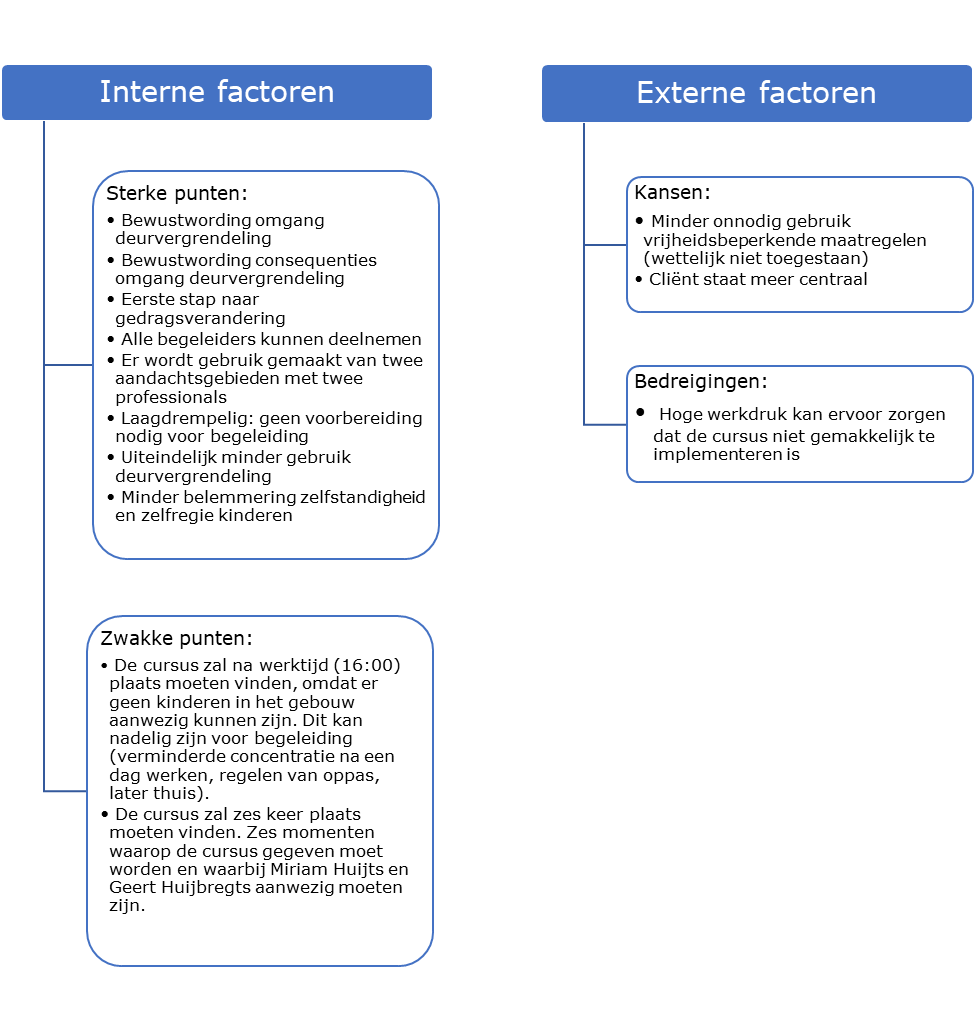 Interne factoren
Sterke punten:
• Bewustwording omgang
deurvergrendeling
• Bewustwording consequenties
omgang deurvergrendeling
• Eerste stap naar
gedragsverandering
• Alle begeleiders kunnen deelnemen
• Er wordt gebruik gemaakt van twee
aandachtsgebieden met twee
professionals
• Laagdrempelig: geen voorbereiding
nodig voor begeleiding
• Uiteindelijk minder gebruik
deurvergrendeling
• Minder belemmering zelfstandigheid
en zelfregie kinderen
Zwakke punten:
• De cursus zal na werktijd (16:00)
plaats moeten vinden, omdat er
geen kinderen in het gebouw
aanwezig kunnen zijn. Dit kan
nadelig zijn voor begeleiding
(verminderde concentratie na een
dag werken, regelen van oppas,
later thuis).
• De cursus zal zes keer plaats
moeten vinden. Zes momenten
waarop de cursus gegeven moet
worden en waarbij Miriam Huijts en
Geert Huijbregts aanwezig moeten
zijn.
Externe factoren
Kansen:
• Minder onnodig gebruik
vrijheidsbeperkende maatregelen
(wettelijk niet toegestaan)
• Cliënt staat meer centraal
Bedreigingen:
• Hoge werkdruk kan ervoor zorgen
dat de cursus niet gemakkelijk te
implementeren is